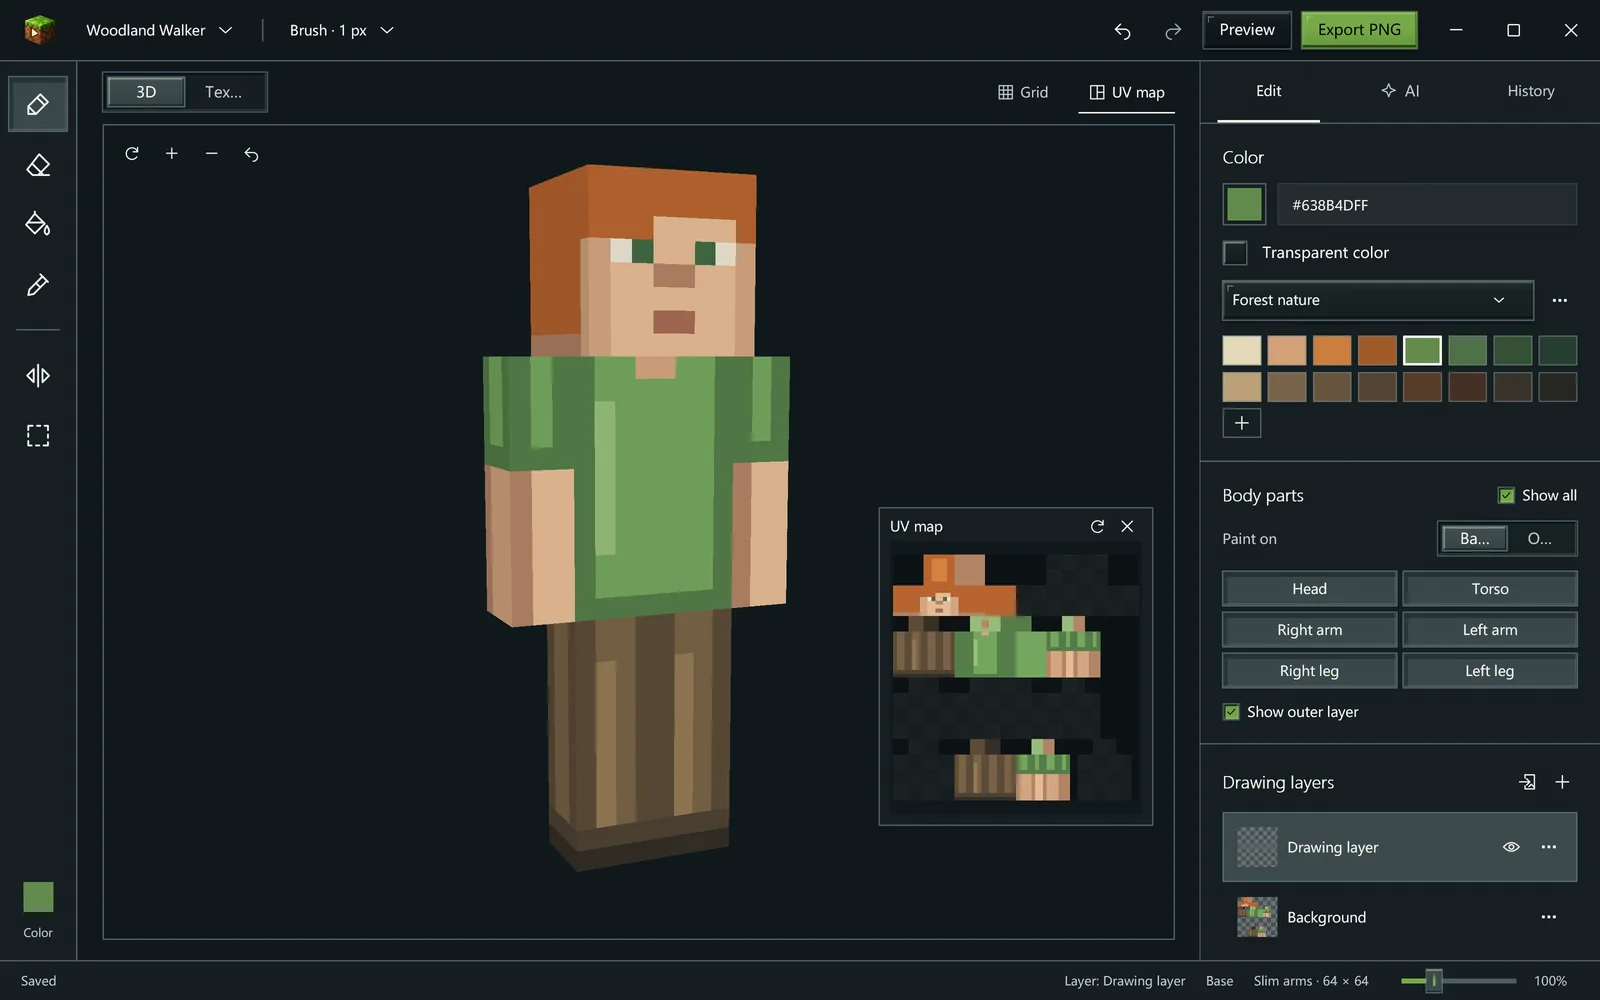 Woodland Walker
Brush · 1 px
Preview
Export PNG
3D
Tex...
Grid
UV map
Edit
AI
History
Color
#638B4DFF
Transparent color
Forest nature
Body parts
Show all
Paint on
Ba...
O...
Head
Torso
Right arm
Left arm
Right leg
Left leg
Show outer layer
UV map
Drawing layers
Drawing layer
Background
Color
Saved
Layer: Drawing layer
Base
Slim arms · 64 × 64
100%